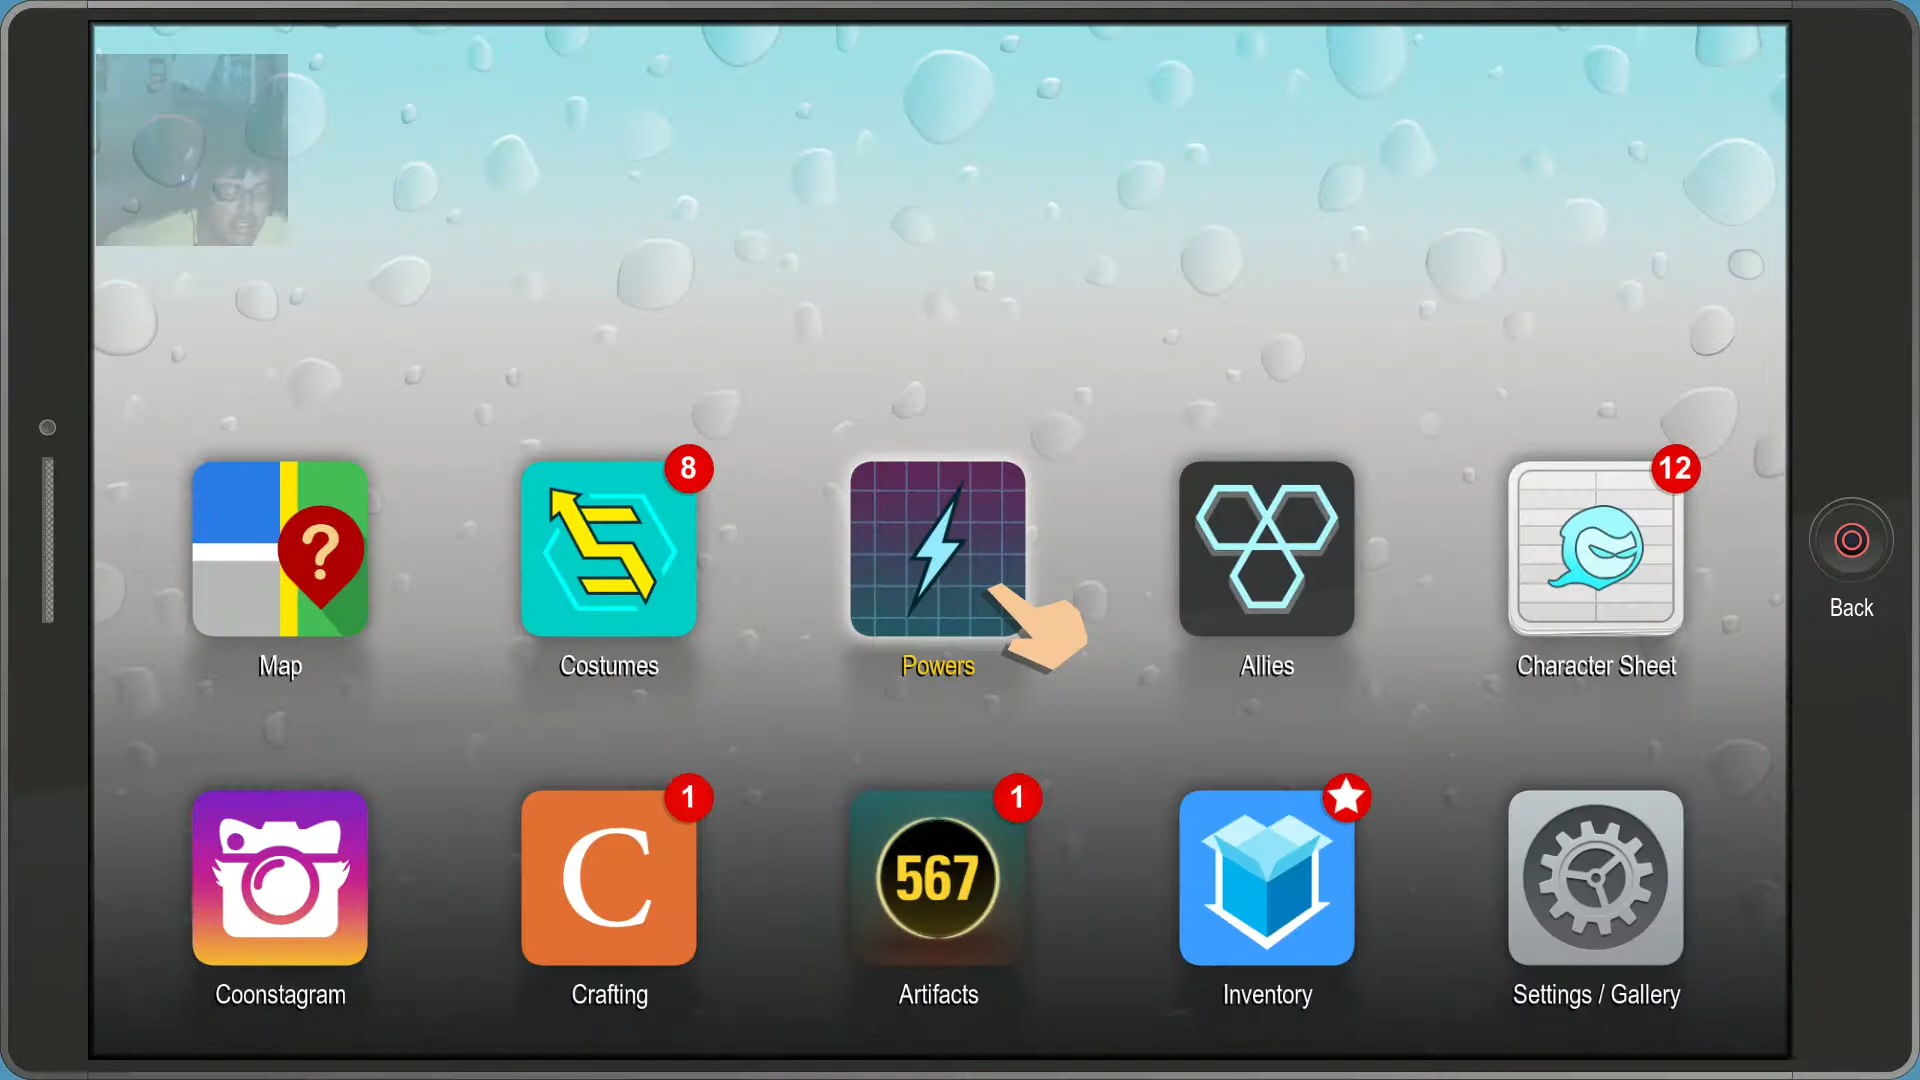 8
12
?
Map
Costumes
Powers
Allies
Character Sheet
Back
1
1
C
567
Coonstagram
Crafting
Artifacts
Inventory
Settings / Gallery